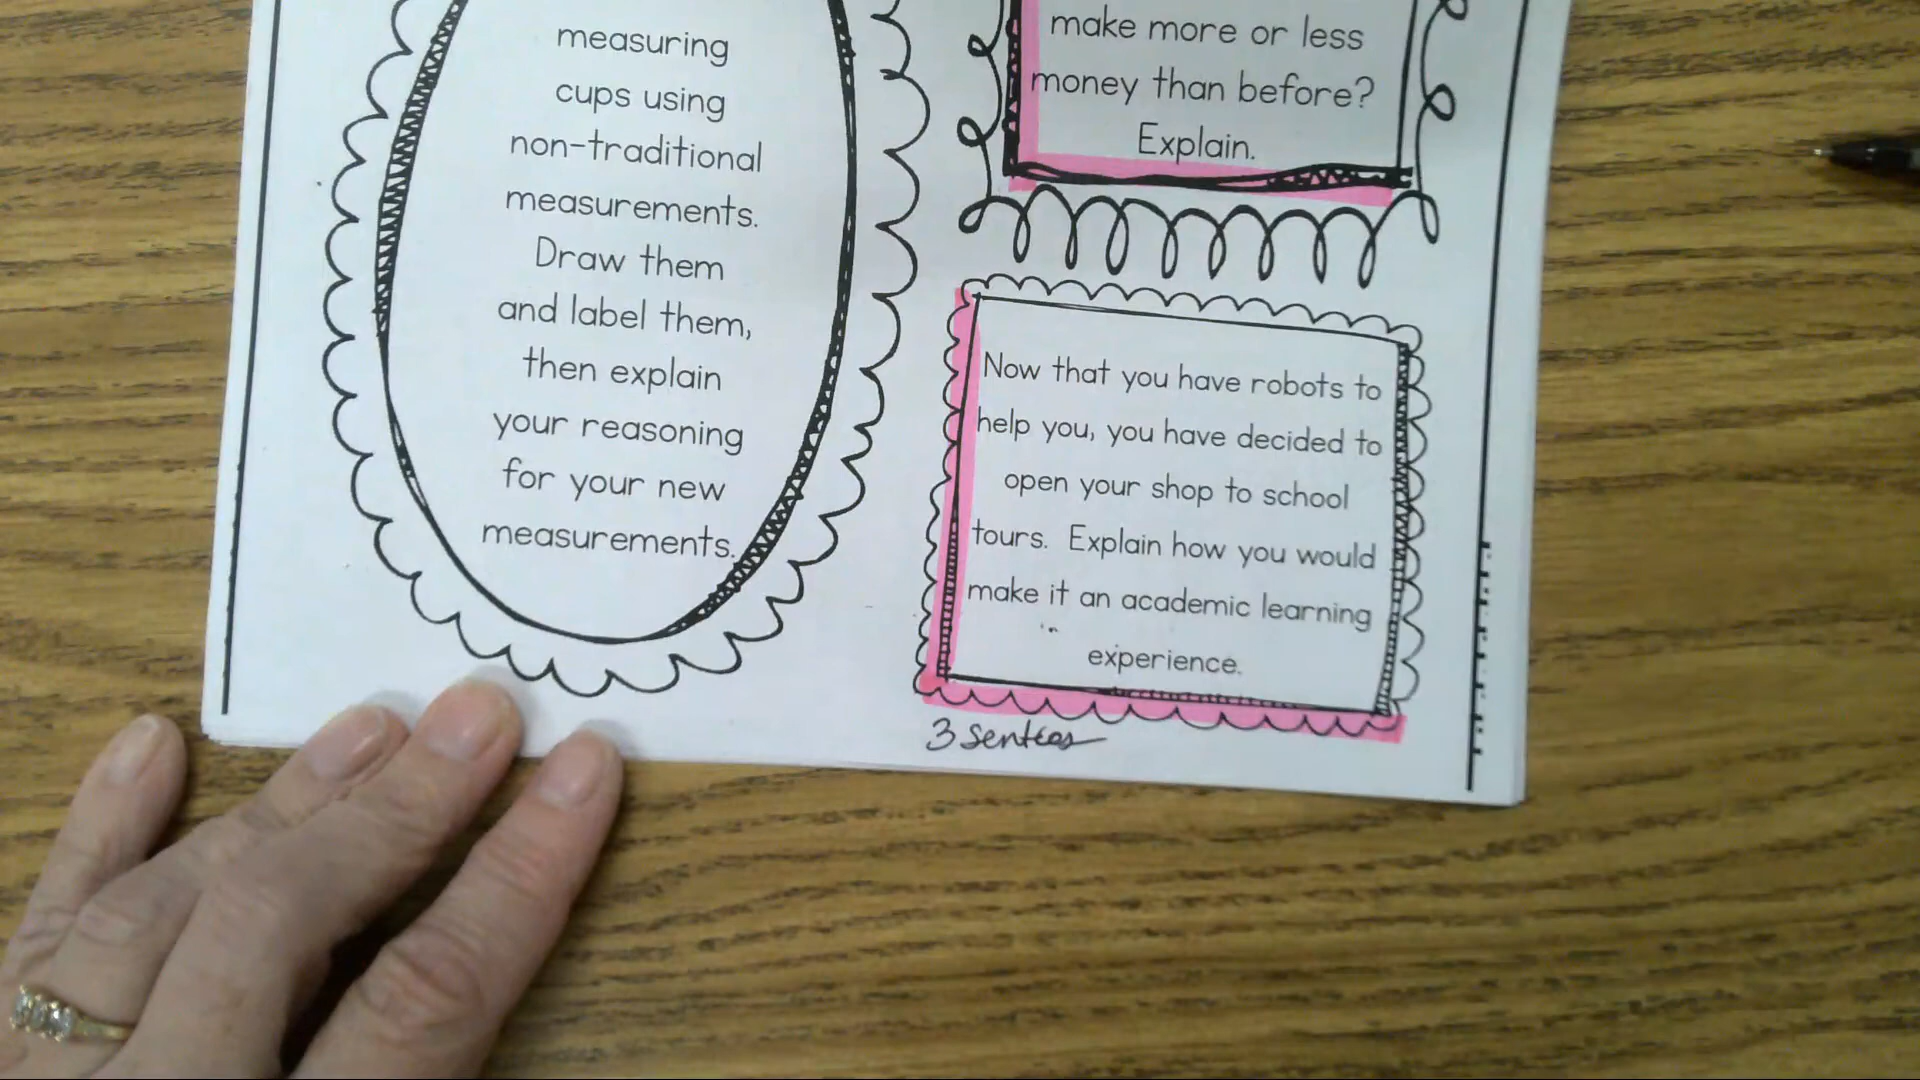 measuring
cups using
non-traditional
measurements.
Draw them
and label them,
then explain
your reasoning
for your new
measurements.
make more or less
money than before?
Explain.
Now that you have robots to
help you, you have decided to
open your shop to school
tours. Explain how you would
make it an academic learning
experience.
3 sentces